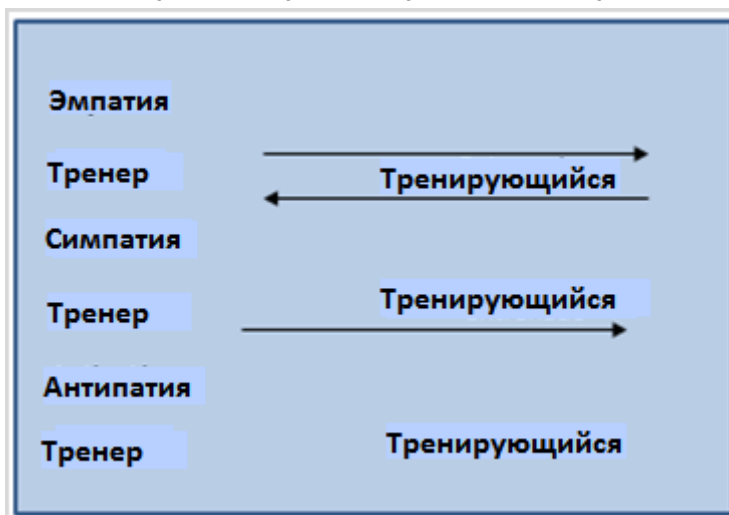 Эмпатия
Тренер Тренирующийся
Симпатия
Тренер Тренирующийся
Антипатия
Тренер Тренирующийся